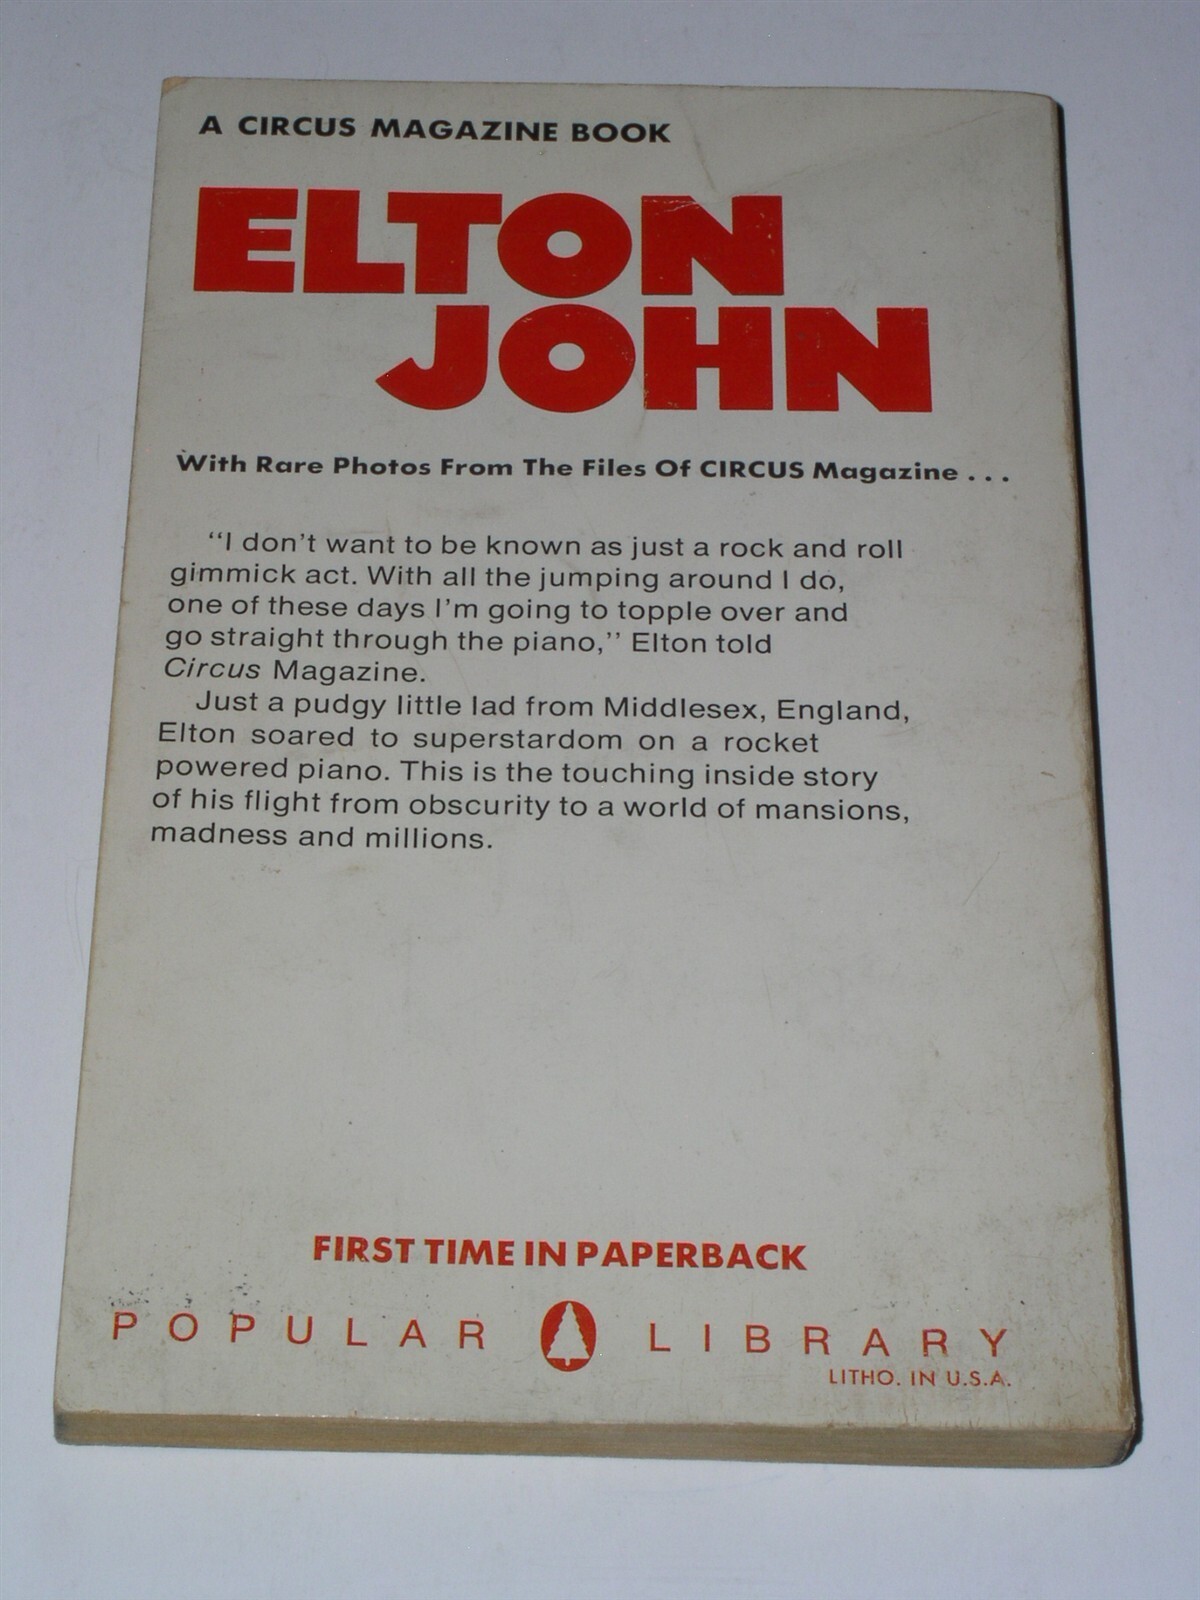 A CIRCUS MAGAZINE BOOK
ELTON
JOHN
With Rare Photos From The Files Of CIRCUS Magazine . . .
"I don't want to be known as just a rock and roll
gimmick act. With all the jumping around I do,
one of these days I'm going to topple over and
go straight through the piano," Elton told
Circus Magazine.
Just a pudgy little lad from Middlesex, England,
Elton soared to superstardom on a rocket
powered piano. This is the touching inside story
of his flight from obscurity to a world of mansions,
madness and millions.
FIRST TIME IN PAPERBACK
POPULAR LIBRARY
LITHO. IN U.S.A.